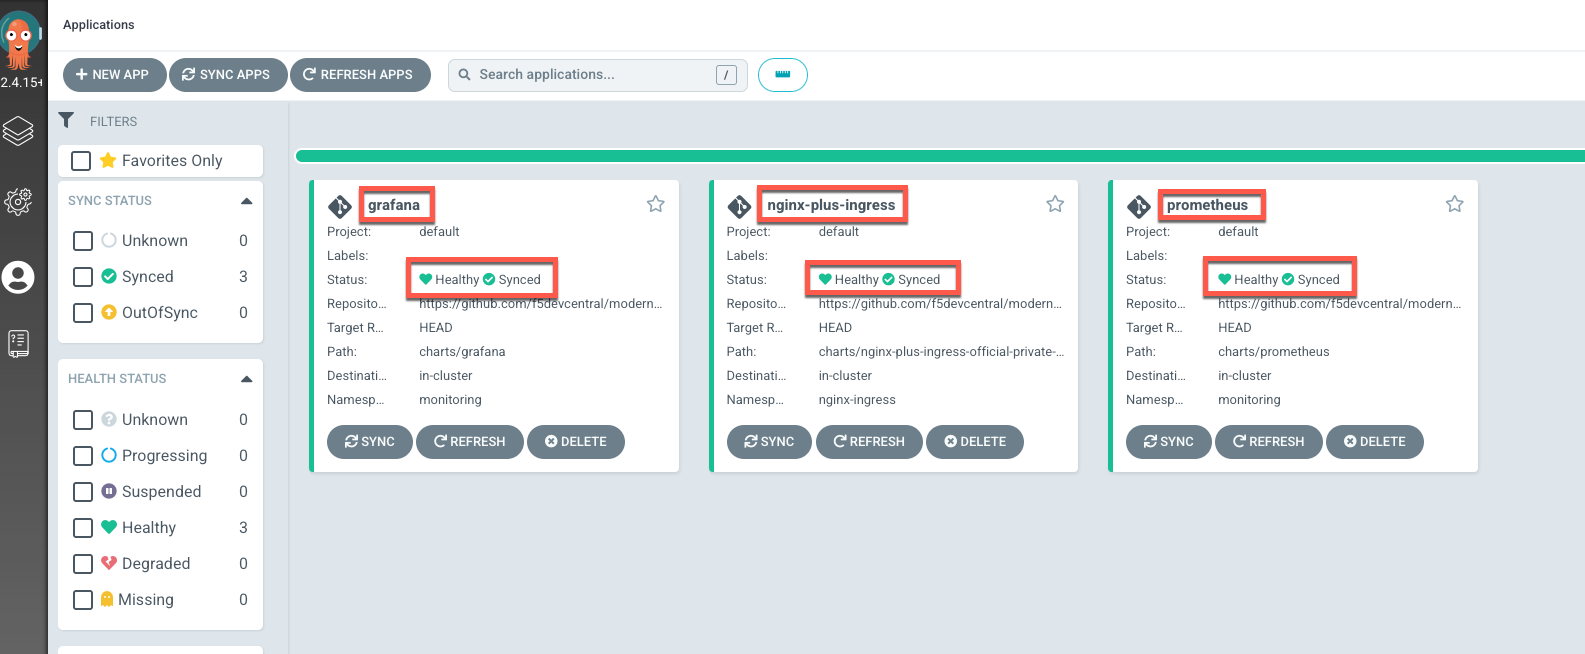 Applications
2.4.15+
NEW APP SYNC APPS REFRESH APPS Search applications... /
FILTERS
Favorites Only
SYNC STATUS
Unknown 0
Synced 3
OutOfSync 0
HEALTH STATUS
Unknown 0
Progressing 0
Suspended 0
Healthy 3
Degraded 0
Missing 0
grafana
Project: default
Labels:
Status: Healthy Synced
Reposito... https://github.com/f5devcentral/modern...
Target R... HEAD
Path: charts/grafana
Destinati... in-cluster
Namesp... monitoring
SYNC REFRESH DELETE
nginx-plus-ingress
Project: default
Labels:
Status: Healthy Synced
Reposito... https://github.com/f5devcentral/modern...
Target R... HEAD
Path: charts/nginx-plus-ingress-official-private-...
Destinati... in-cluster
Namesp... nginx-ingress
SYNC REFRESH DELETE
prometheus
Project: default
Labels:
Status: Healthy Synced
Reposito... https://github.com/f5devcentral/modern...
Target R... HEAD
Path: charts/prometheus
Destinati... in-cluster
Namesp... monitoring
SYNC REFRESH DELETE